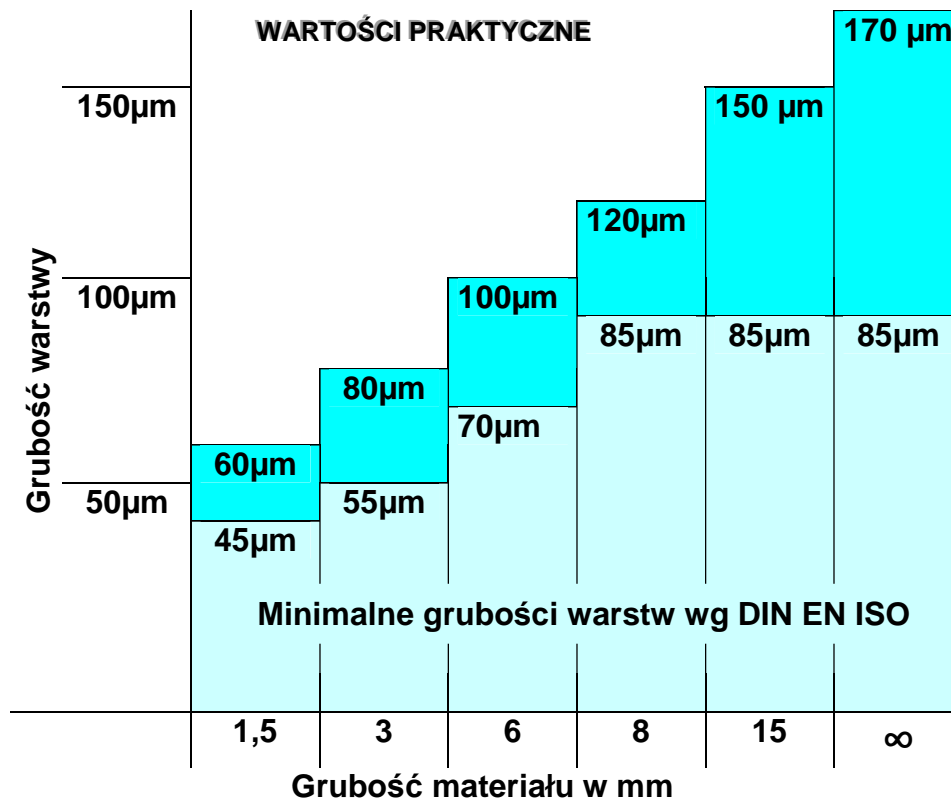 WARTOŚCI PRAKTYCZNE
170 µm
150µm
150 µm
120µm
Grubość warstwy
100µm
100µm
85µm
85µm
85µm
80µm
70µm
60µm
50µm
55µm
45µm
Minimalne grubości warstw wg DIN EN ISO
1,5 3 6 8 15 ∞
Grubość materiału w mm